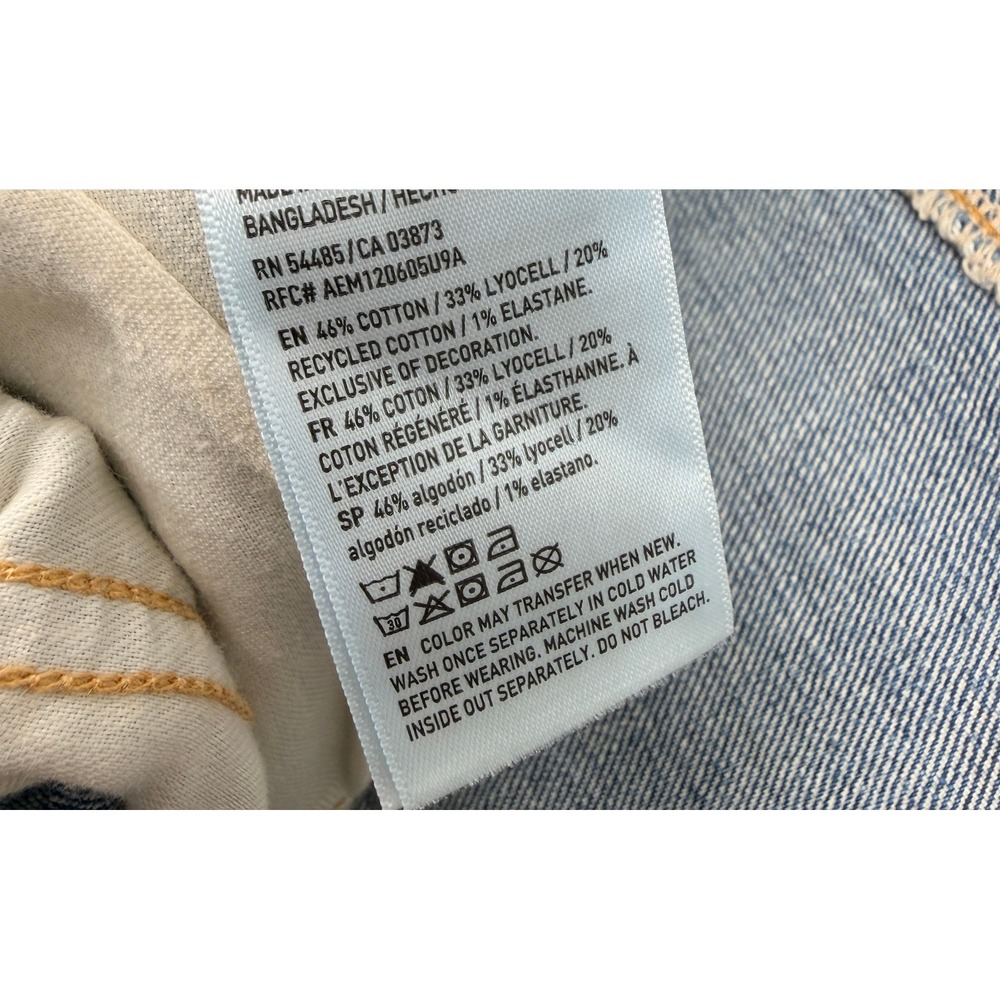 BANGLADESH / HECHO
RN 54485 / CA 03873
RFC# AEM120605U9A
EN 46% COTTON / 33% LYOCELL / 20%
RECYCLED COTTON / 1% ELASTANE.
EXCLUSIVE OF DECORATION.
FR 46% COTON / 33% LYOCELL / 20%
COTON RÉGÉNÉRÉ / 1% ÉLASTHANNE. À
L'EXCEPTION DE LA GARNITURE.
SP 46% algodón / 33% lyocell / 20%
algodón reciclado / 1% elastano.
30
EN COLOR MAY TRANSFER WHEN NEW.
WASH ONCE SEPARATELY IN COLD WATER
BEFORE WEARING. MACHINE WASH COLD
INSIDE OUT SEPARATELY. DO NOT BLEACH.